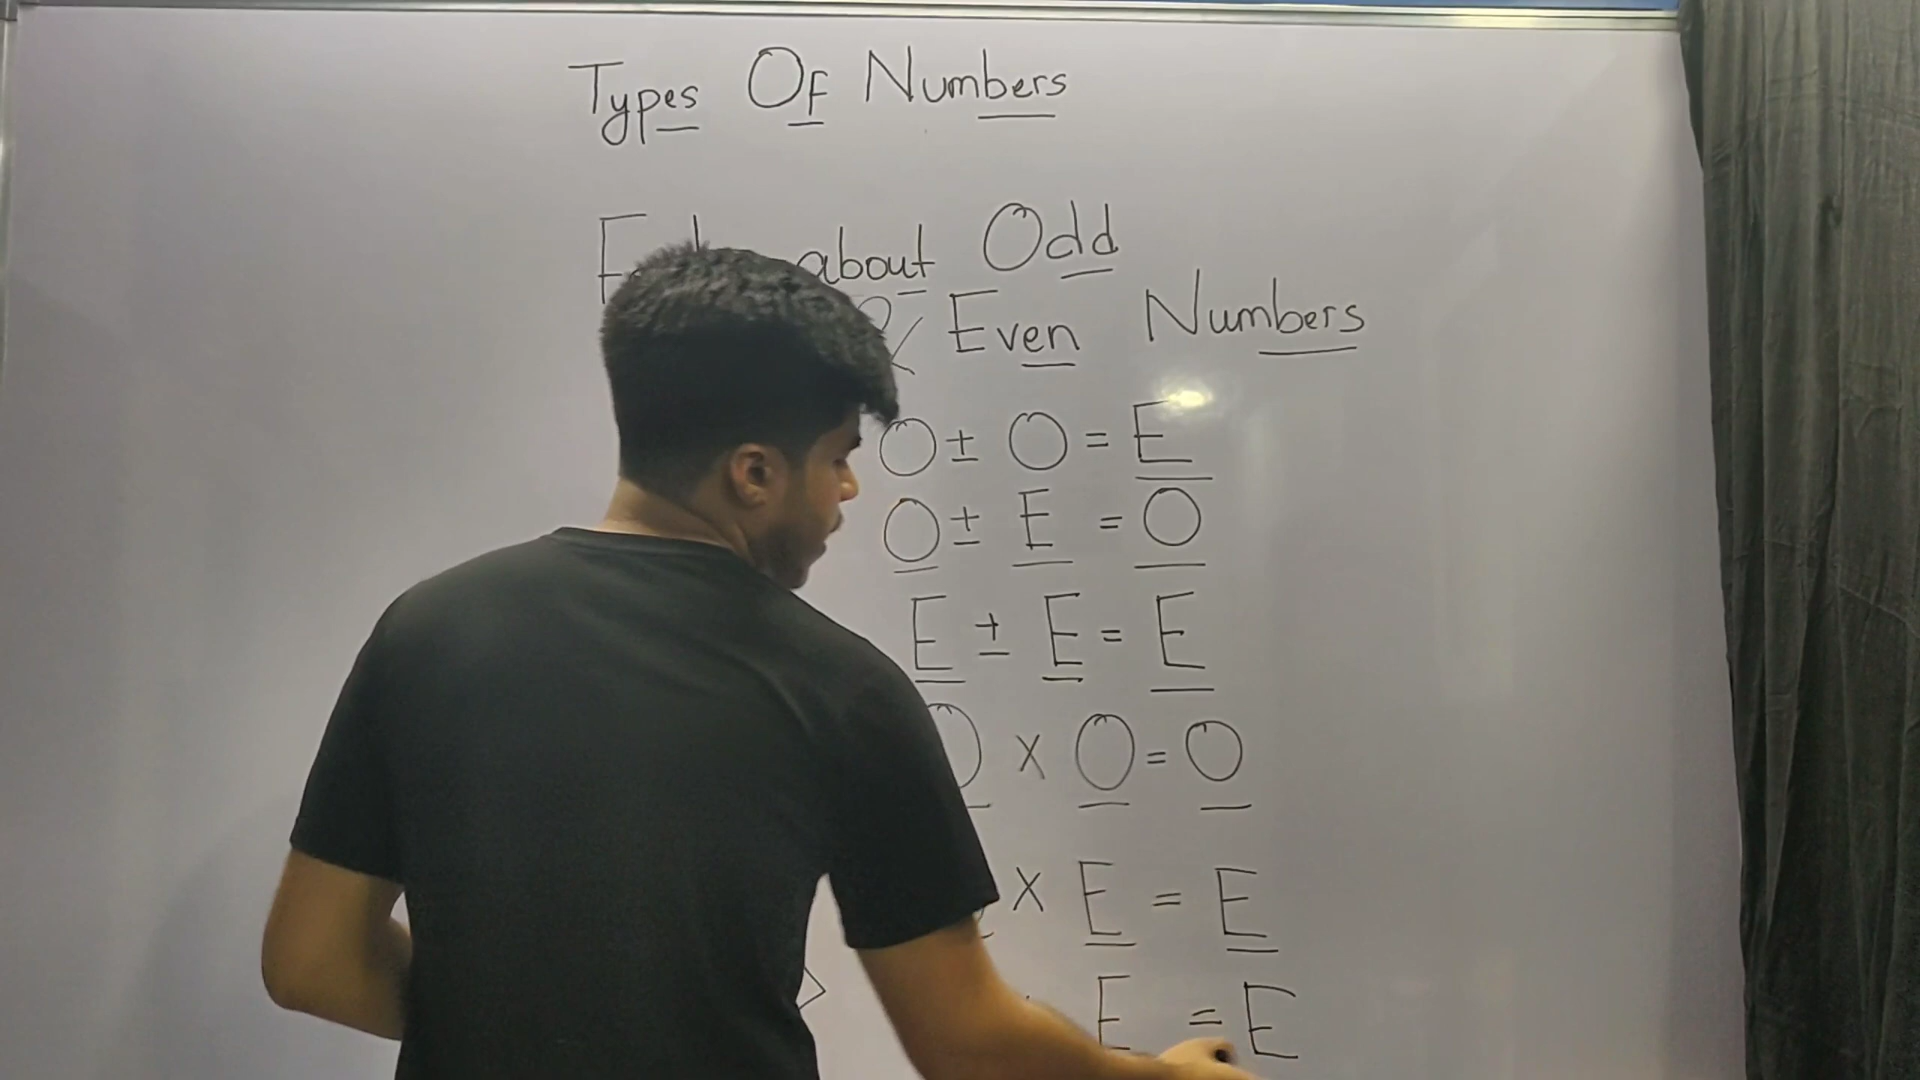 Types Of Numbers
about Odd
& Even Numbers
O ± O = E
O ± E = O
E ± E = E
O × O = O
× E = E
E = E